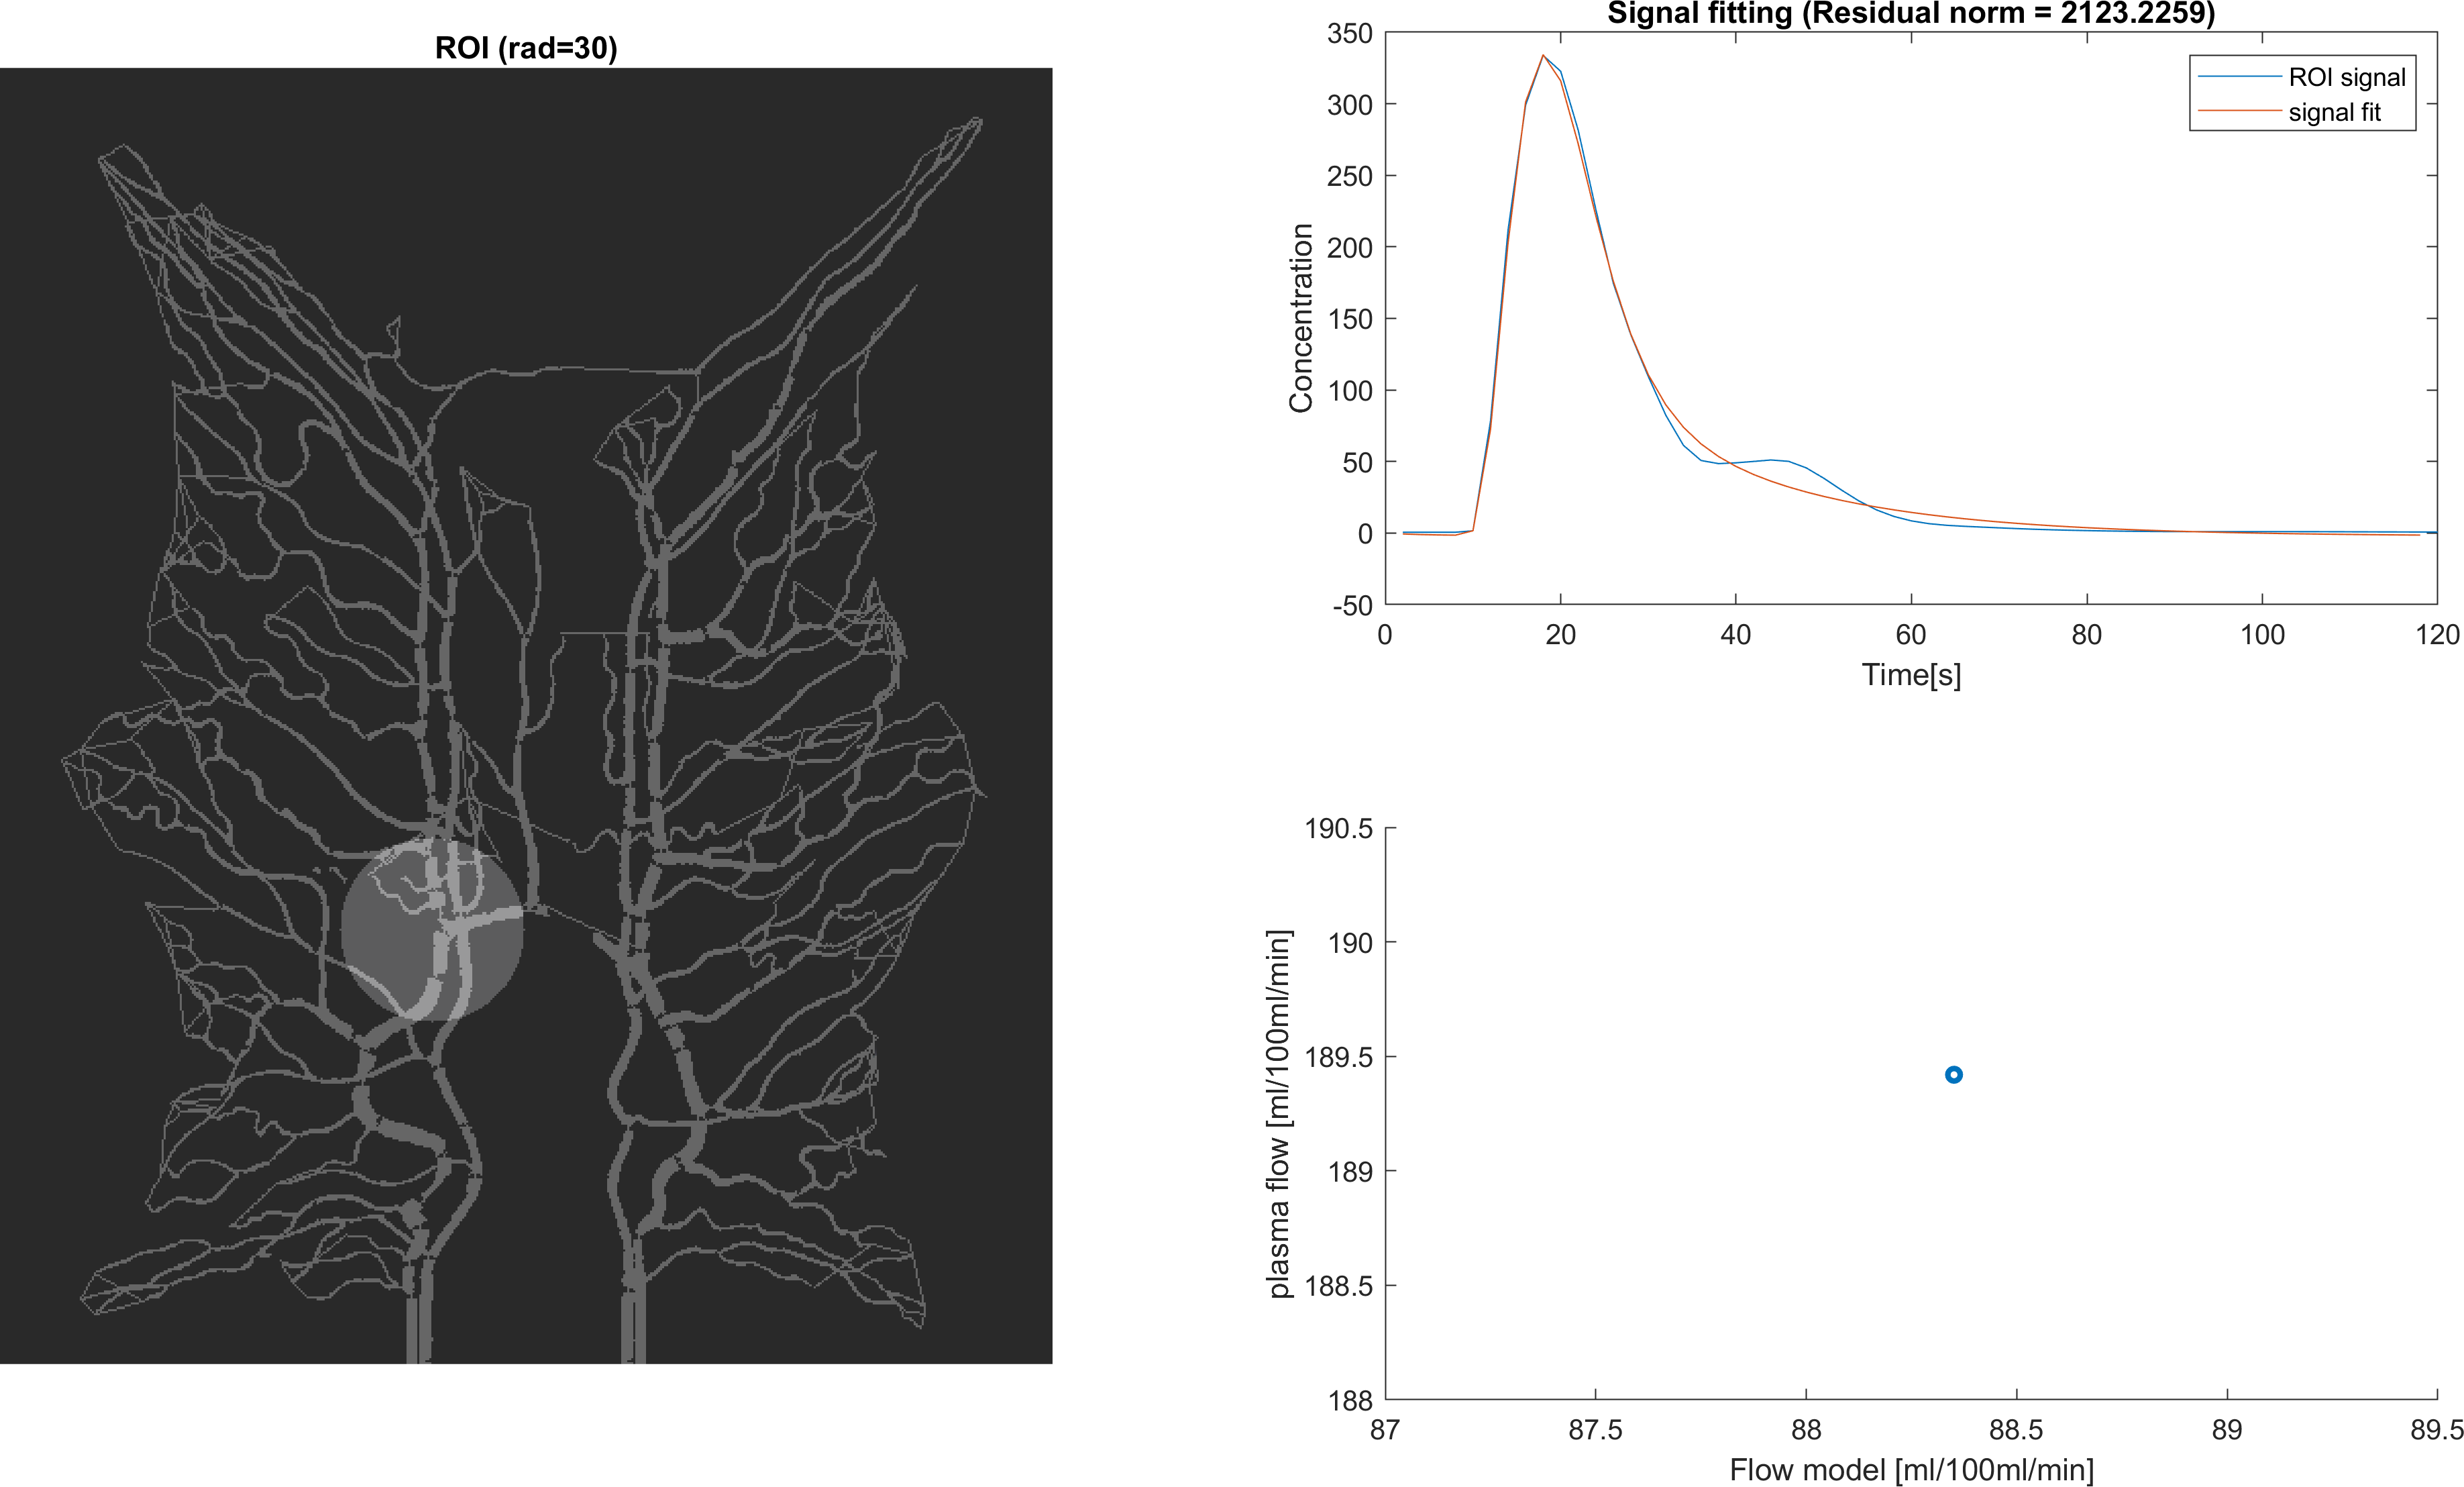 ROI (rad=30)
Signal fitting (Residual norm = 2123.2259)
350
300
250
200
150
100
50
0
-50
Concentration
ROI signal
signal fit
0 20 40 60 80 100 120
Time[s]
190.5
190
189.5
189
188.5
188
plasma flow [ml/100ml/min]
87 87.5 88 88.5 89 89.5
Flow model [ml/100ml/min]